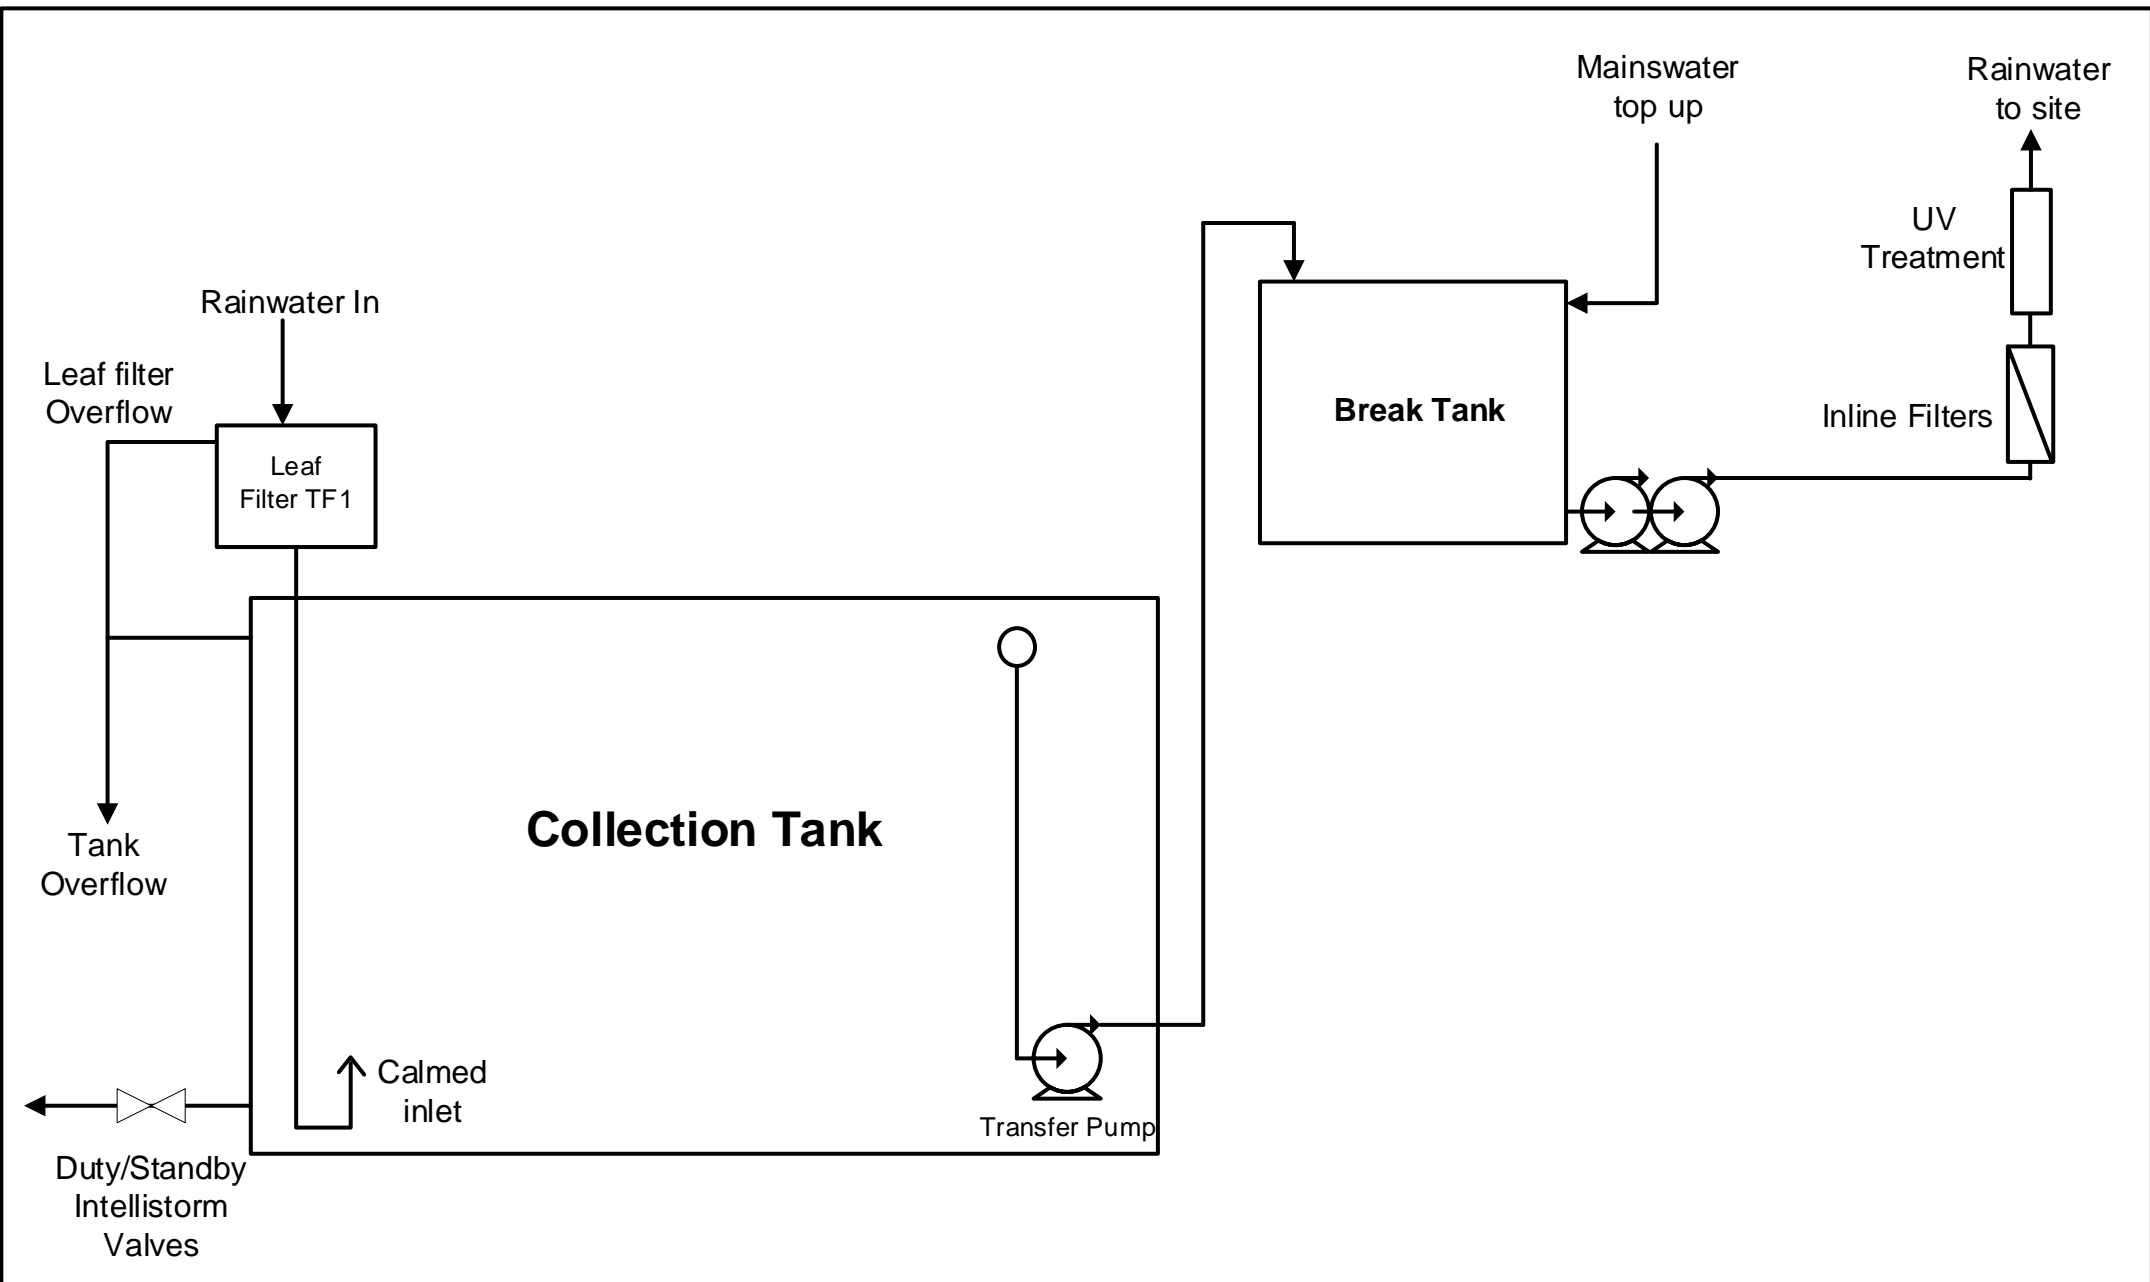 Mainswater
top up
Rainwater
to site
UV
Treatment
Rainwater In
Leaf filter
Overflow
Leaf
Filter TF1
Break Tank
Inline Filters
Collection Tank
Tank
Overflow
Calmed
inlet
Transfer Pump
Duty/Standby
Intellistorm
Valves